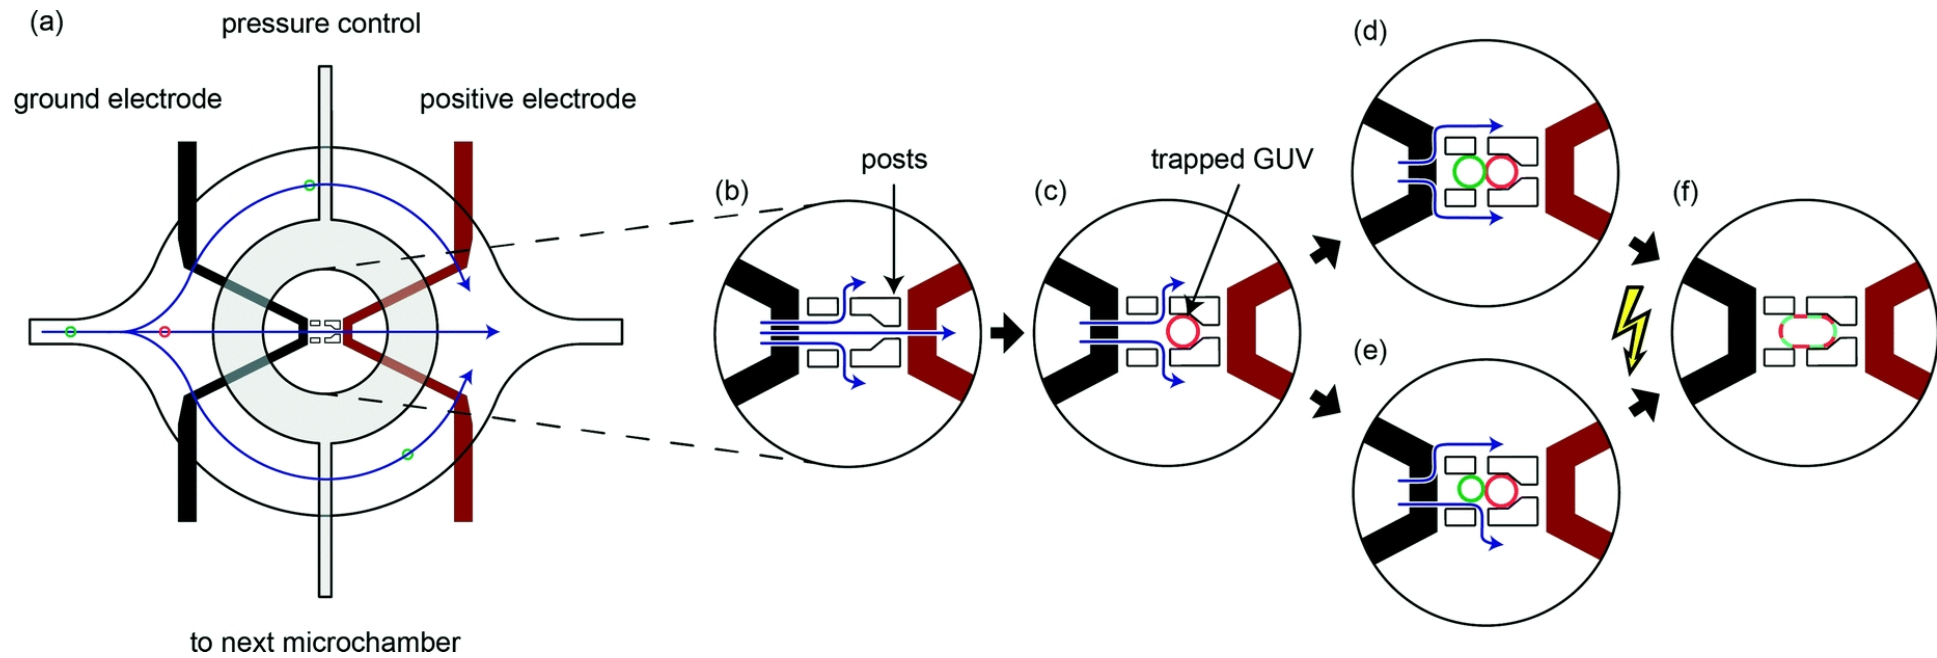 (a)
pressure control
ground electrode
positive electrode
to next microchamber
(b)
posts
(c)
trapped GUV
(d)
(e)
(f)